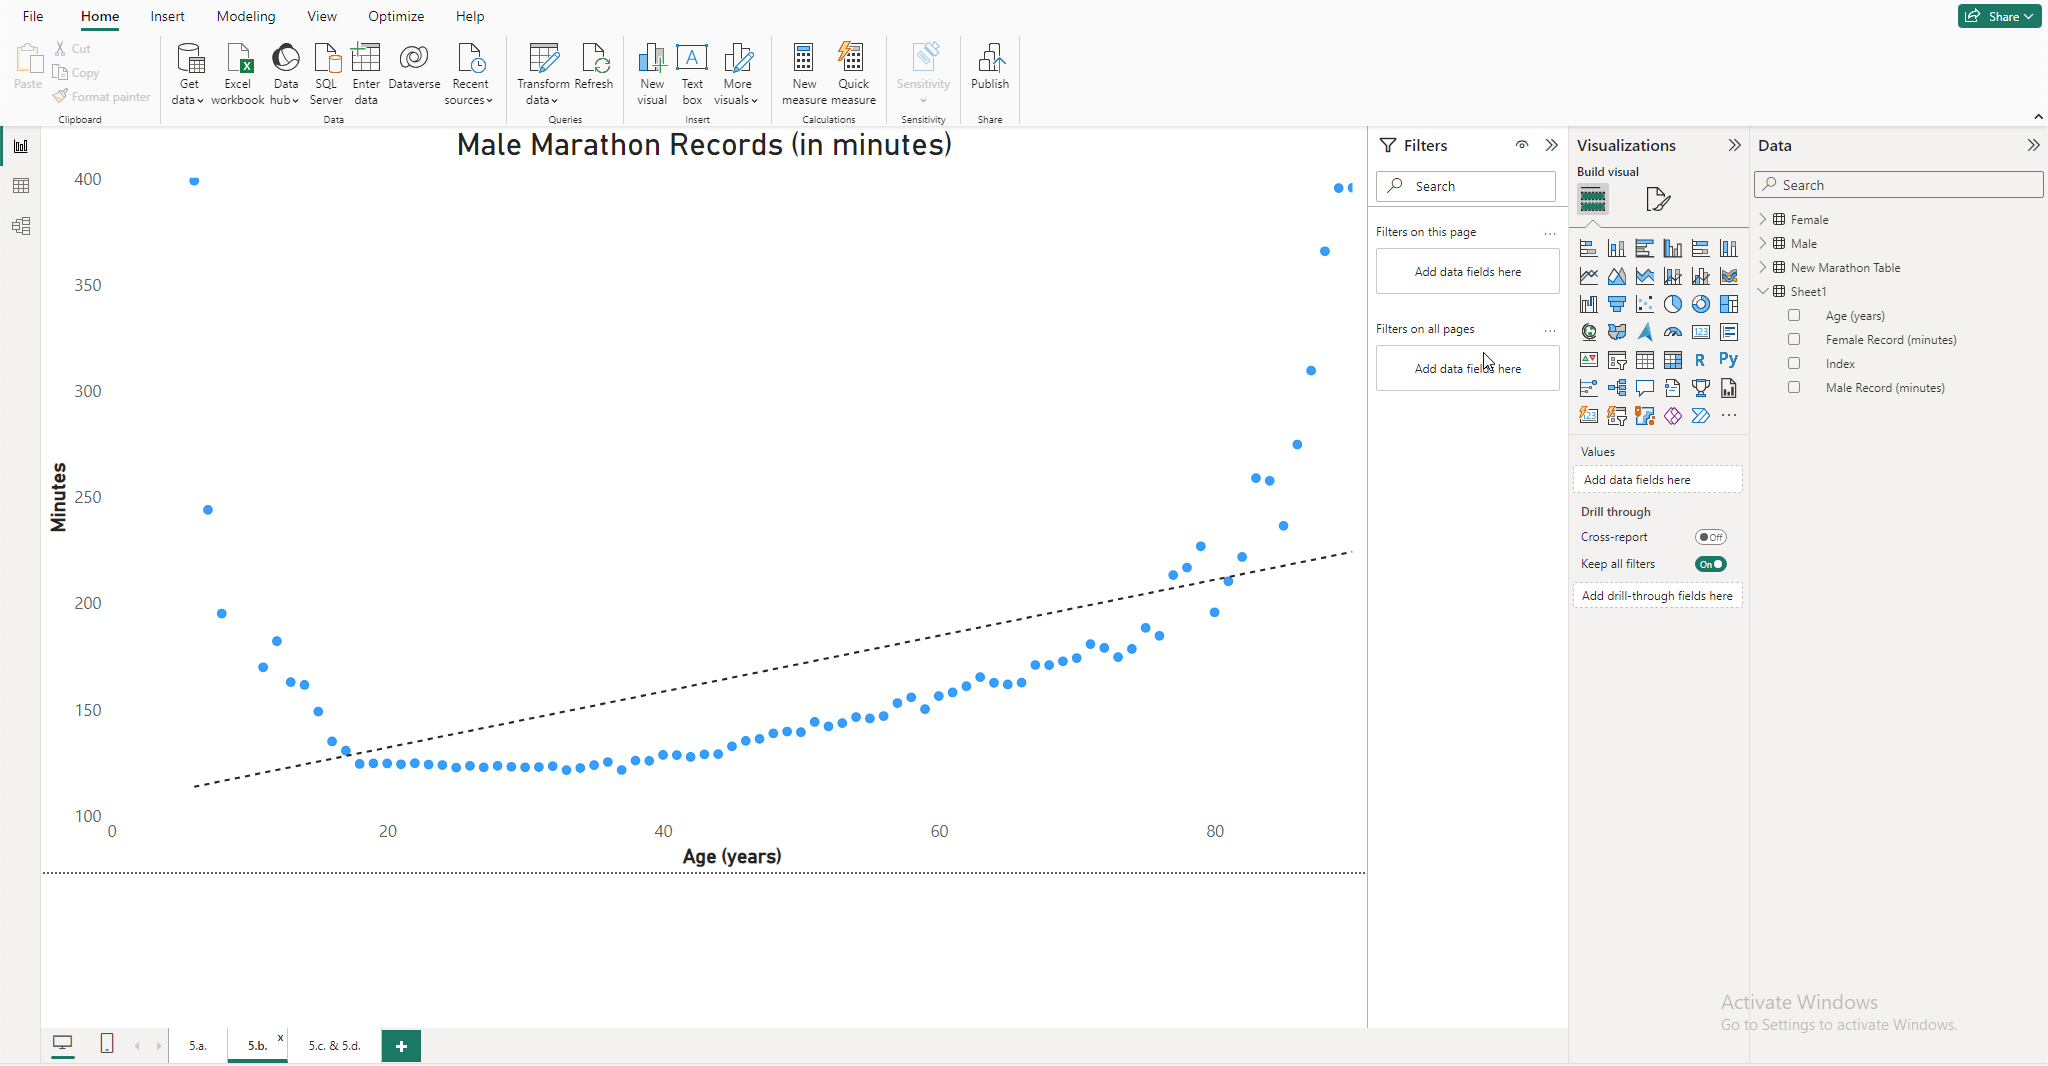 File Home Insert Modeling View Optimize Help
Share
Paste
Cut
Copy
Format painter
Clipboard
Get data
Excel workbook
Data hub
SQL Server
Enter data
Dataverse
Recent sources
Data
Transform data
Refresh
Queries
New visual
Text box
More visuals
Insert
New measure
Quick measure
Calculations
Sensitivity
Sensitivity
Publish
Share
Male Marathon Records (in minutes)
400
350
300
250
200
150
100
Minutes
0 20 40 60 80
Age (years)
Filters
Search
Filters on this page ...
Add data fields here
Filters on all pages ...
Add data fields here
Visualizations
Build visual
123
R Py
123
...
Values
Add data fields here
Drill through
Cross-report Off
Keep all filters On
Add drill-through fields here
Data
Search
Female
Male
New Marathon Table
Sheet1
Age (years)
Female Record (minutes)
Index
Male Record (minutes)
Activate Windows
Go to Settings to activate Windows.
5.a. 5.b. x 5.c. & 5.d. +